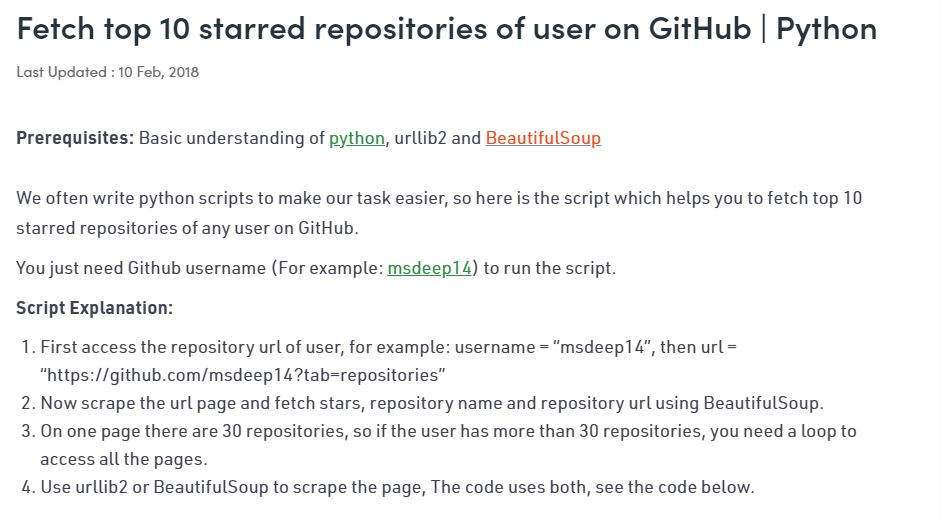 Fetch top 10 starred repositories of user on GitHub | Python
Last Updated : 10 Feb, 2018
Prerequisites: Basic understanding of python, urllib2 and BeautifulSoup
We often write python scripts to make our task easier, so here is the script which helps you to fetch top 10
starred repositories of any user on GitHub.
You just need Github username (For example: msdeep14) to run the script.
Script Explanation:
1. First access the repository url of user, for example: username = “msdeep14”, then url =
“https://github.com/msdeep14?tab=repositories”
2. Now scrape the url page and fetch stars, repository name and repository url using BeautifulSoup.
3. On one page there are 30 repositories, so if the user has more than 30 repositories, you need a loop to
access all the pages.
4. Use urllib2 or BeautifulSoup to scrape the page, The code uses both, see the code below.